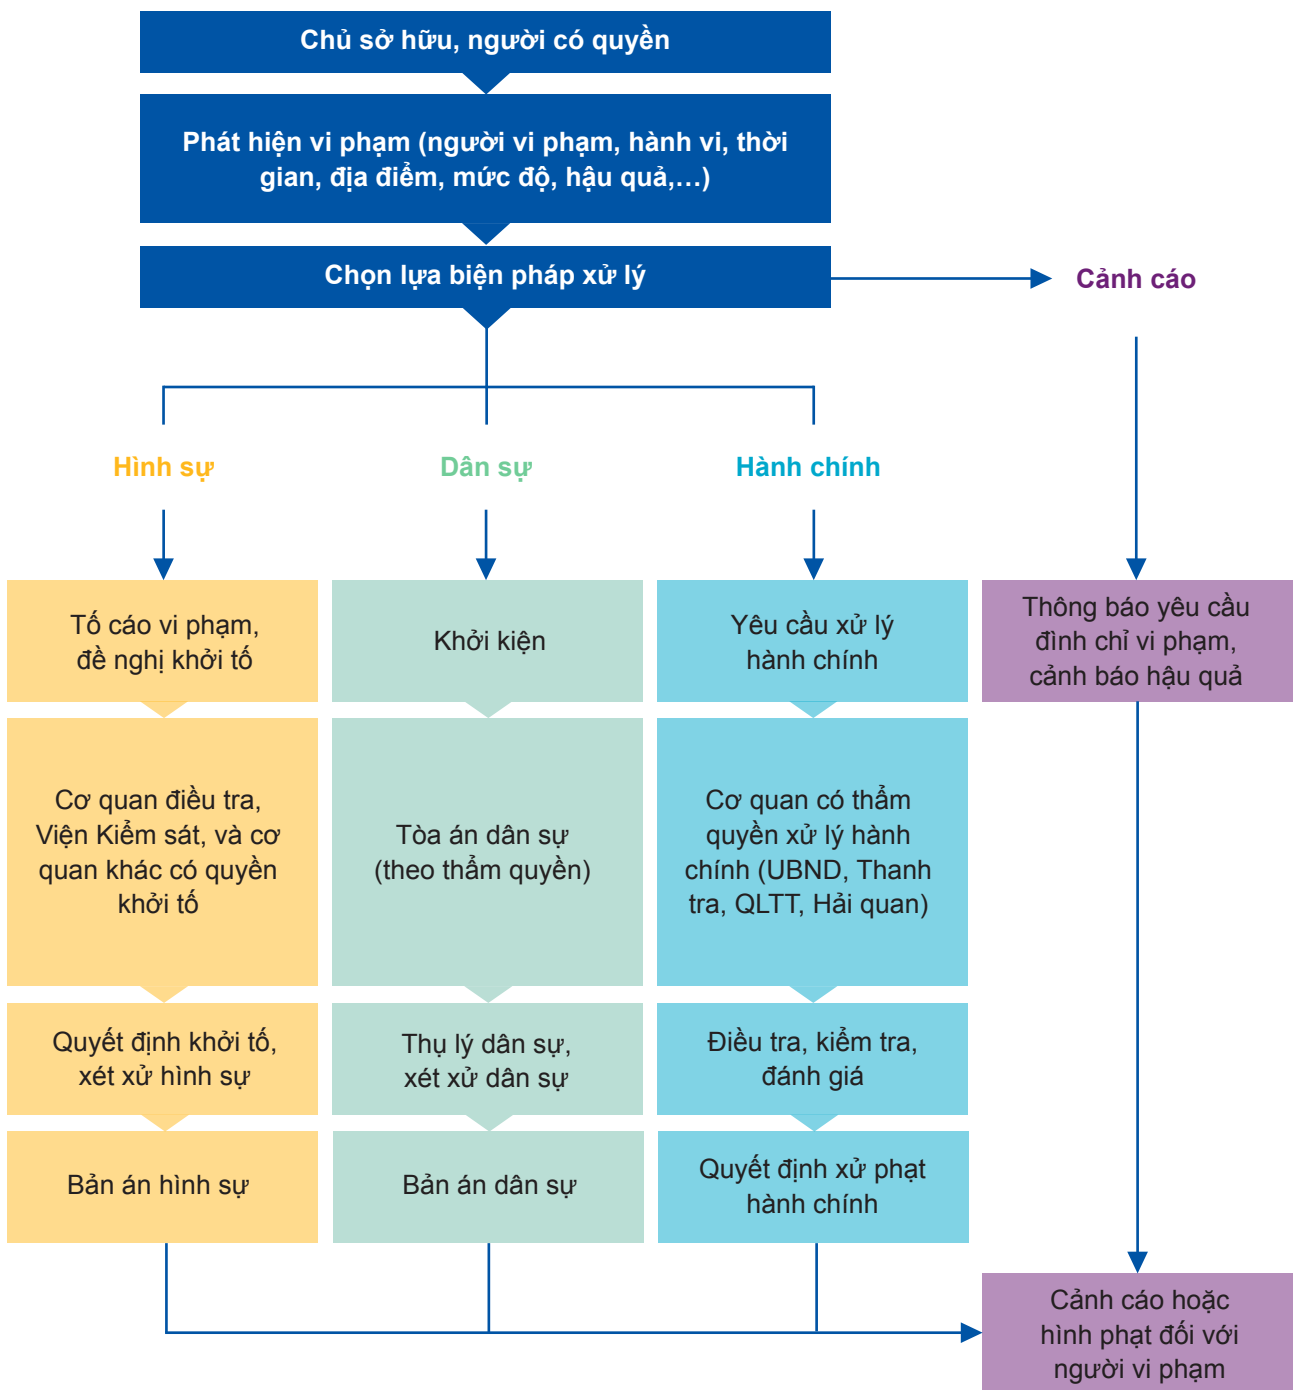 Chủ sở hữu, người có quyền
Phát hiện vi phạm (người vi phạm, hành vi, thời
gian, địa điểm, mức độ, hậu quả,…)
Chọn lựa biện pháp xử lý
Cảnh cáo
Hình sự
Dân sự
Hành chính
Tố cáo vi phạm,
đề nghị khởi tố
Khởi kiện
Yêu cầu xử lý
hành chính
Thông báo yêu cầu
đình chỉ vi phạm,
cảnh báo hậu quả
Cơ quan điều tra,
Viện Kiểm sát, và cơ
quan khác có quyền
khởi tố
Tòa án dân sự
(theo thẩm quyền)
Cơ quan có thẩm
quyền xử lý hành
chính (UBND, Thanh
tra, QLTT, Hải quan)
Quyết định khởi tố,
xét xử hình sự
Thụ lý dân sự,
xét xử dân sự
Điều tra, kiểm tra,
đánh giá
Bản án hình sự
Bản án dân sự
Quyết định xử phạt
hành chính
Cảnh cáo hoặc
hình phạt đối với
người vi phạm